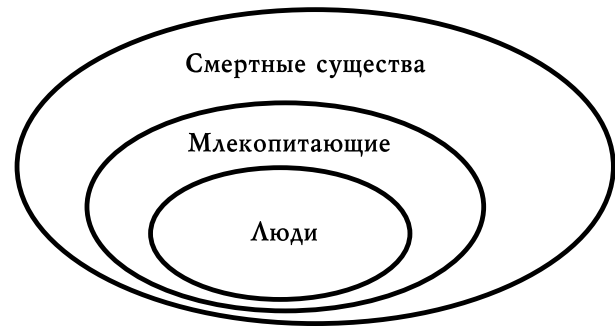 Смертные существа
Млекопитающие
Люди